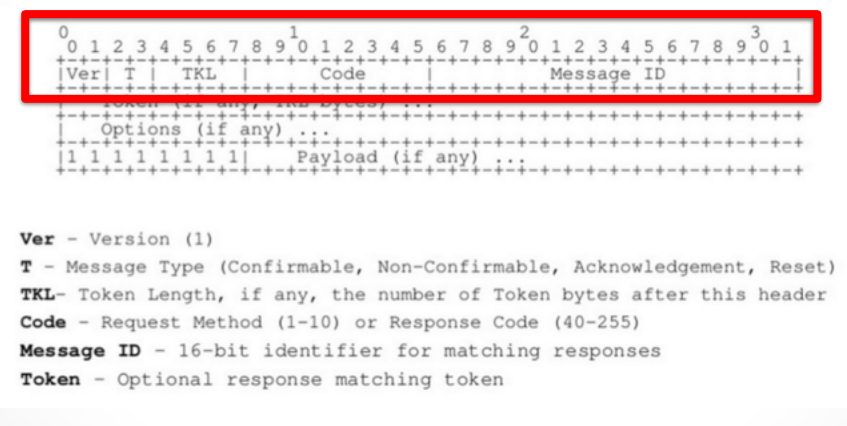 0 1 2 3
0 1 2 3 4 5 6 7 8 9 0 1 2 3 4 5 6 7 8 9 0 1 2 3 4 5 6 7 8 9 0 1
+-+-+-+-+-+-+-+-+-+-+-+-+-+-+-+-+-+-+-+-+-+-+-+-+-+-+-+-+-+-+-+-+
|Ver| T | TKL | Code | Message ID |
+-+-+-+-+-+-+-+-+-+-+-+-+-+-+-+-+-+-+-+-+-+-+-+-+-+-+-+-+-+-+-+-+
| Token (if any, TKL bytes) ...
+-+-+-+-+-+-+-+-+-+-+-+-+-+-+-+-+-+-+-+-+-+-+-+-+-+-+-+-+-+-+-+-+
| Options (if any) ...
+-+-+-+-+-+-+-+-+-+-+-+-+-+-+-+-+-+-+-+-+-+-+-+-+-+-+-+-+-+-+-+-+
|1 1 1 1 1 1 1 1| Payload (if any) ...
+-+-+-+-+-+-+-+-+-+-+-+-+-+-+-+-+-+-+-+-+-+-+-+-+-+-+-+-+-+-+-+-+
Ver - Version (1)
T - Message Type (Confirmable, Non-Confirmable, Acknowledgement, Reset)
TKL- Token Length, if any, the number of Token bytes after this header
Code - Request Method (1-10) or Response Code (40-255)
Message ID - 16-bit identifier for matching responses
Token - Optional response matching token